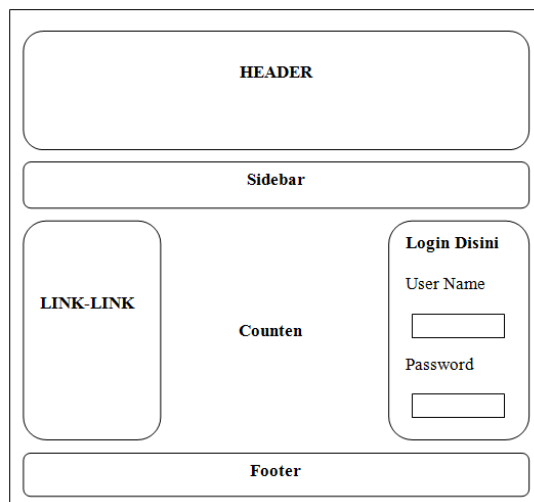 HEADER
Sidebar
LINK-LINK
Counten
Login Disini
User Name
Password
Footer